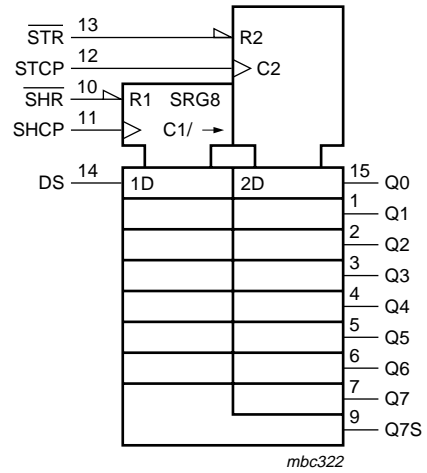 STR 13 R2
STCP 12 C2
SHR 10 R1 SRG8
SHCP 11 C1/ →
DS 14 1D 2D 15 Q0
1 Q1
2 Q2
3 Q3
4 Q4
5 Q5
6 Q6
7 Q7
9 Q7S
mbc322